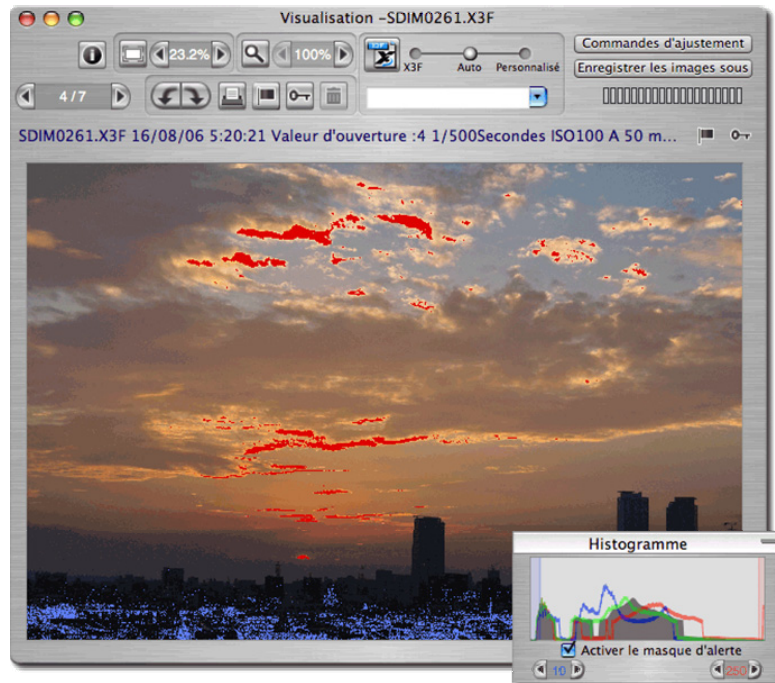 Visualisation -SDIM0261.X3F
23.2%
100%
X3F
X3F Auto Personnalisé
Commandes d'ajustement
Enregistrer les images sous
4/7
SDIM0261.X3F 16/08/06 5:20:21 Valeur d'ouverture :4 1/500Secondes ISO100 A 50 m...
Histogramme
Activer le masque d'alerte
10 250